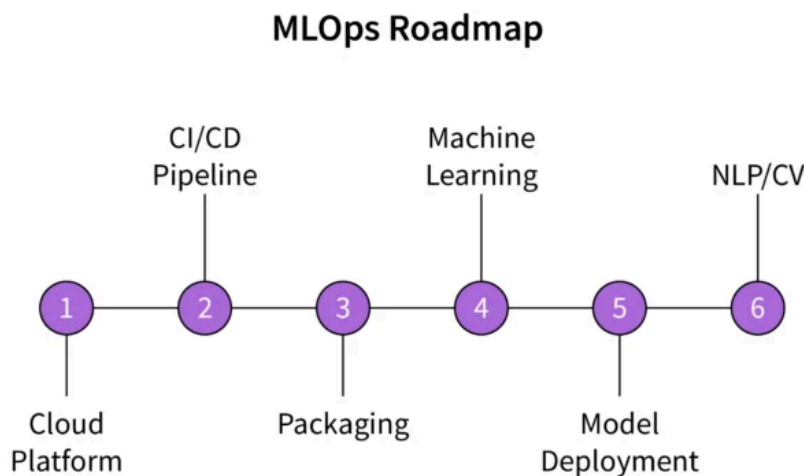 MLOps Roadmap
CI/CD
Pipeline
Machine
Learning
NLP/CV
1
2
3
4
5
6
Cloud
Platform
Packaging
Model
Deployment